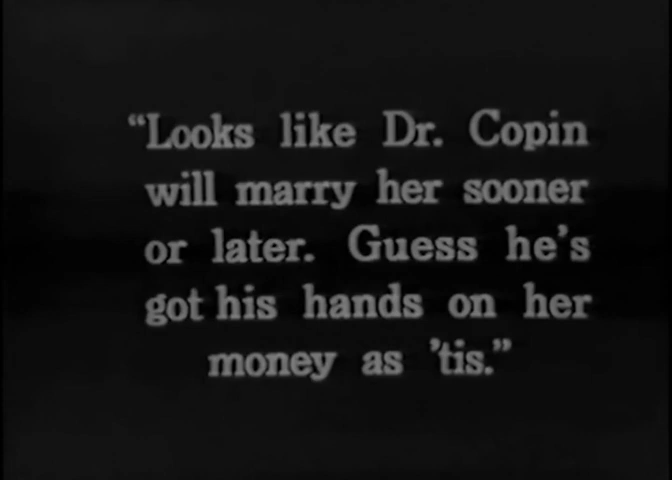 “Looks like Dr. Copin
will marry her sooner
or later. Guess he’s
got his hands on her
money as ’tis.”